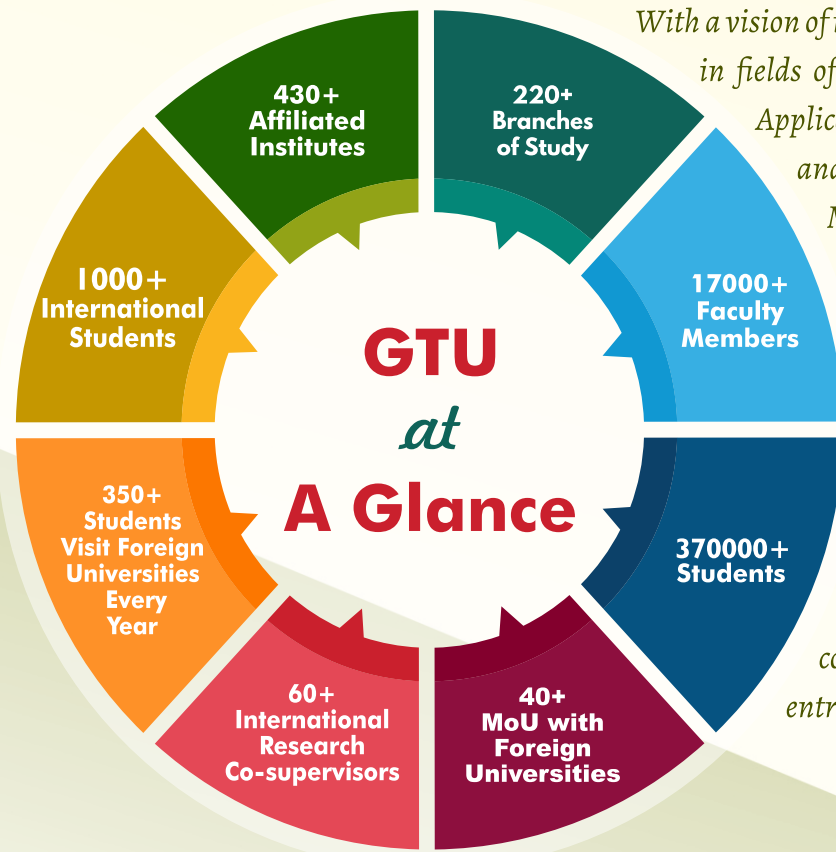 With a vision of
in fields of
and
430+
Affiliated
Institutes
220+
Branches
of Study
1000+
International
Students
17000+
Faculty
Members
GTU
at
A Glance
350+
Students
Visit Foreign
Universities
Every
Year
370000+
Students
60+
International
Research
Co-supervisors
40+
MoU with
Foreign
Universities